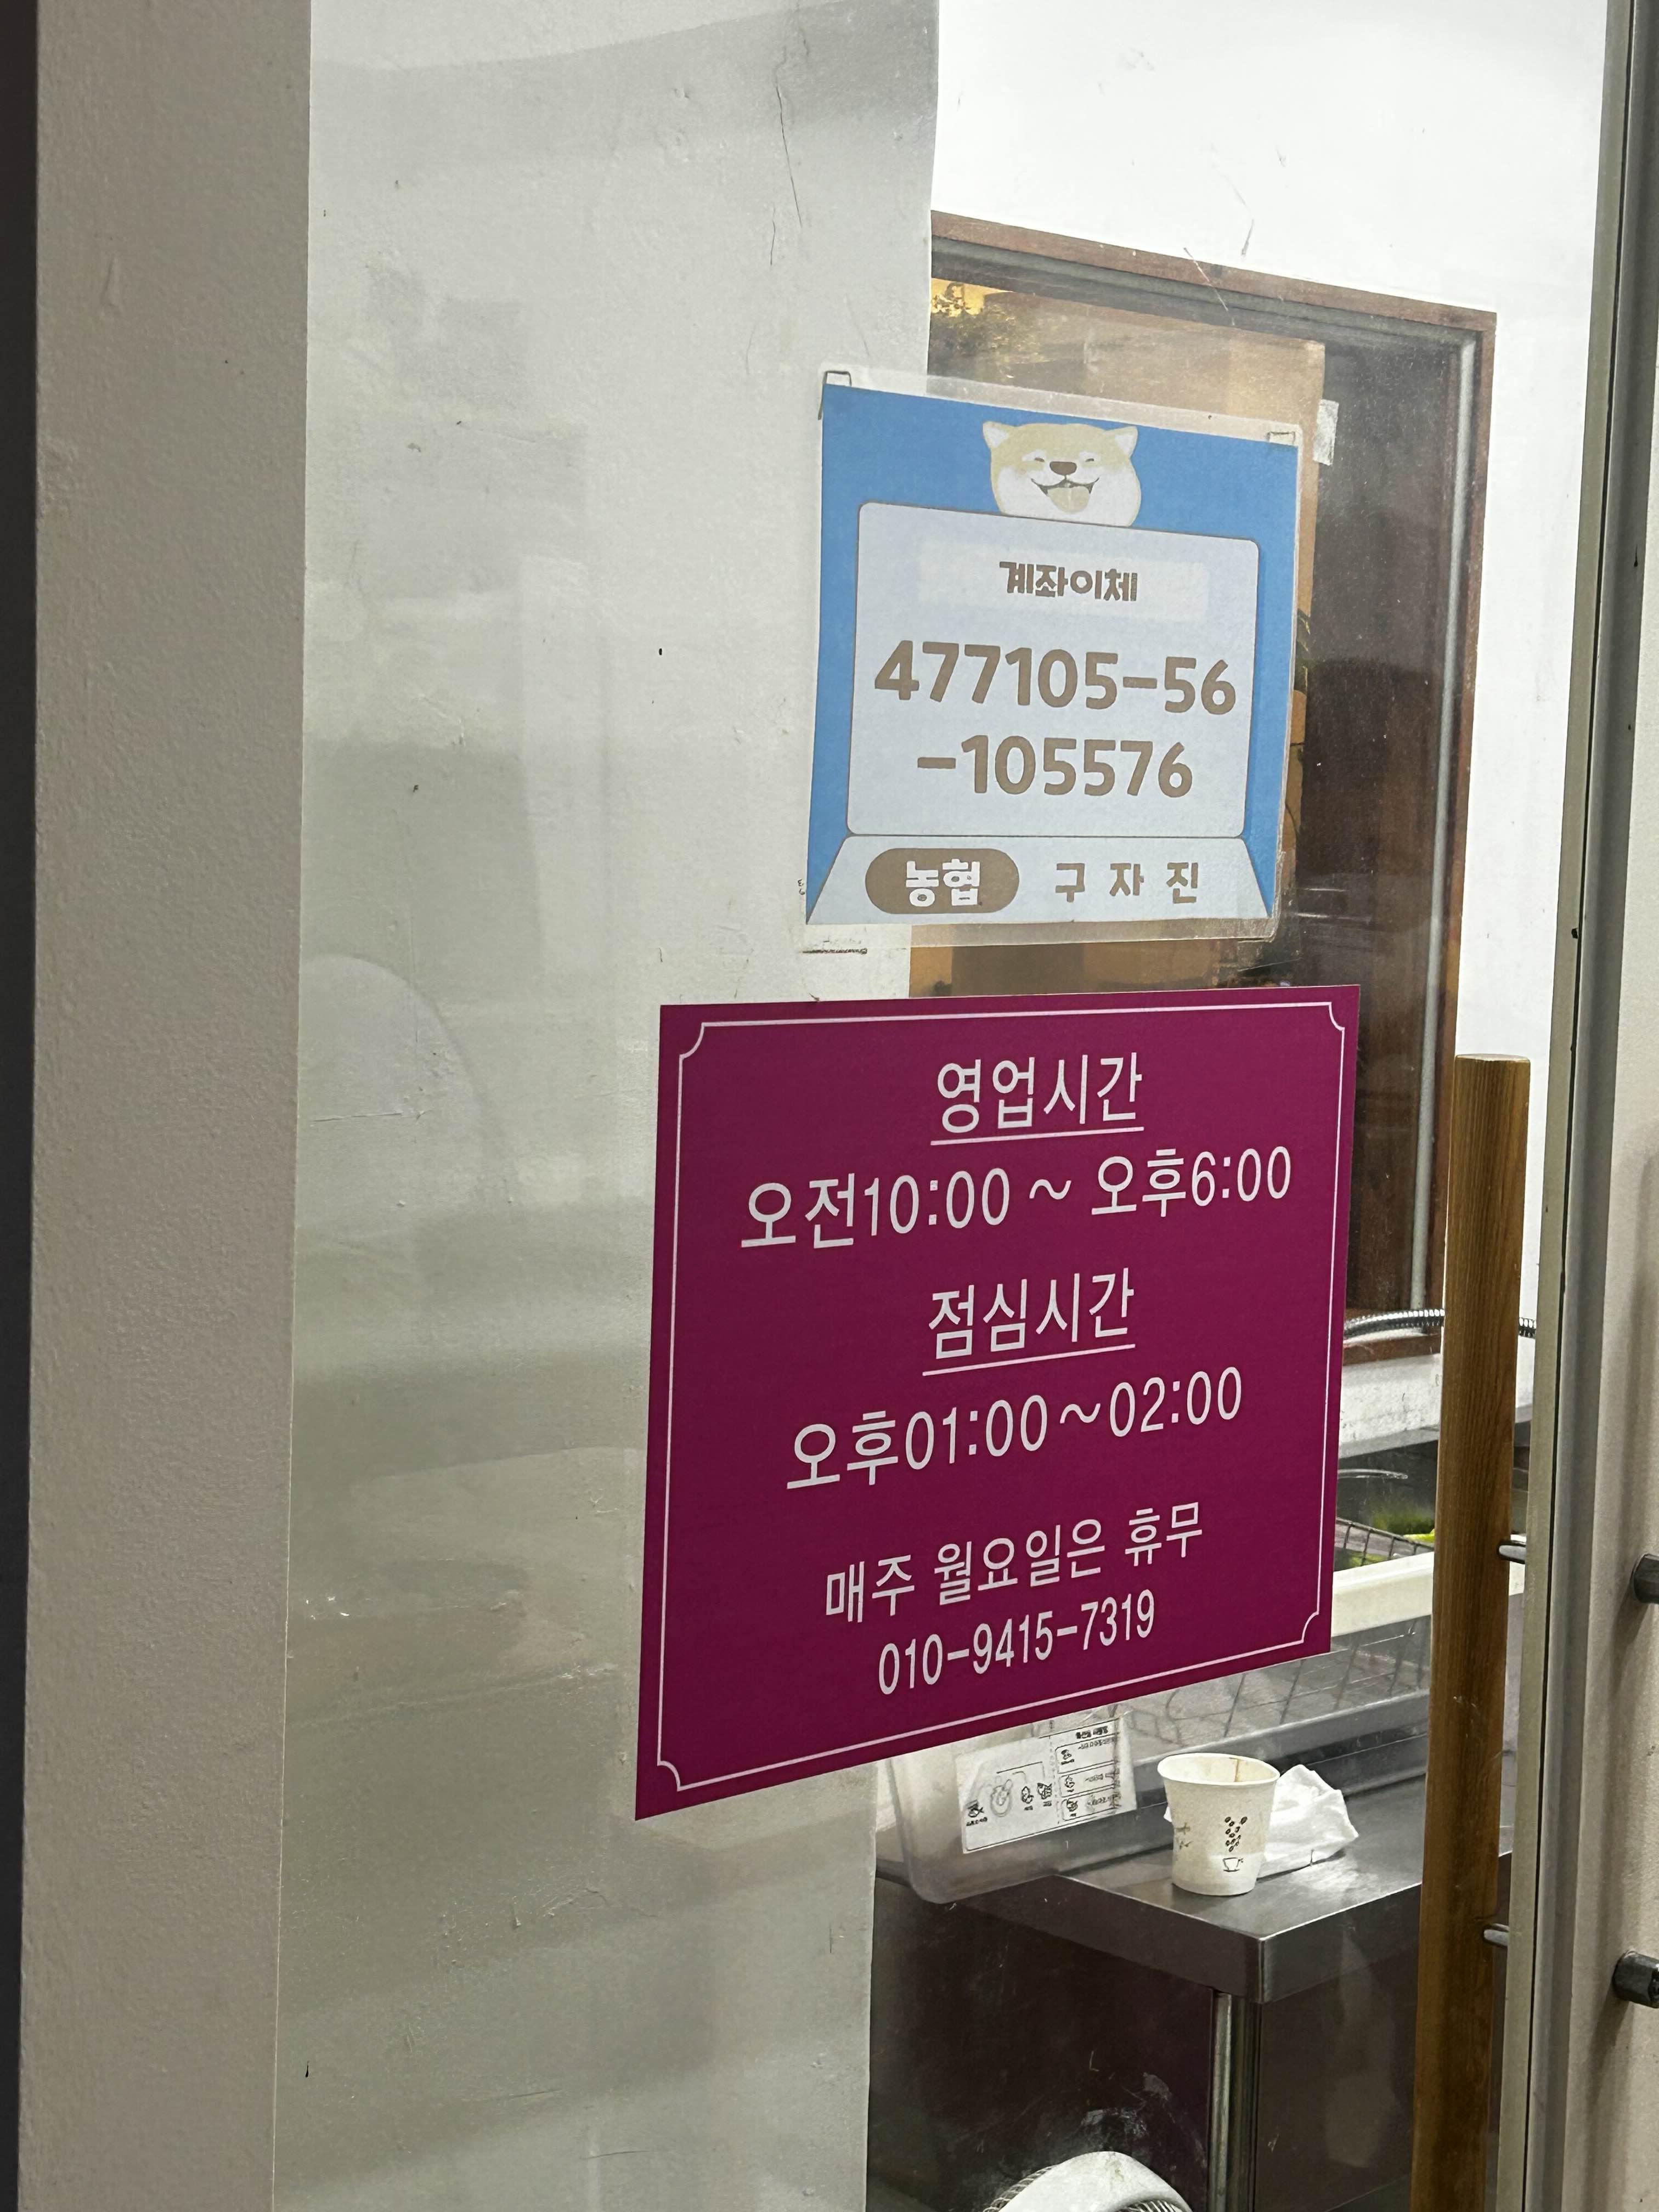 계좌이체
477105-56
-105576
농협 구자진
영업시간
오전10:00 ~ 오후6:00
점심시간
오후01:00~02:00
매주 월요일은 휴무
010-9415-7319